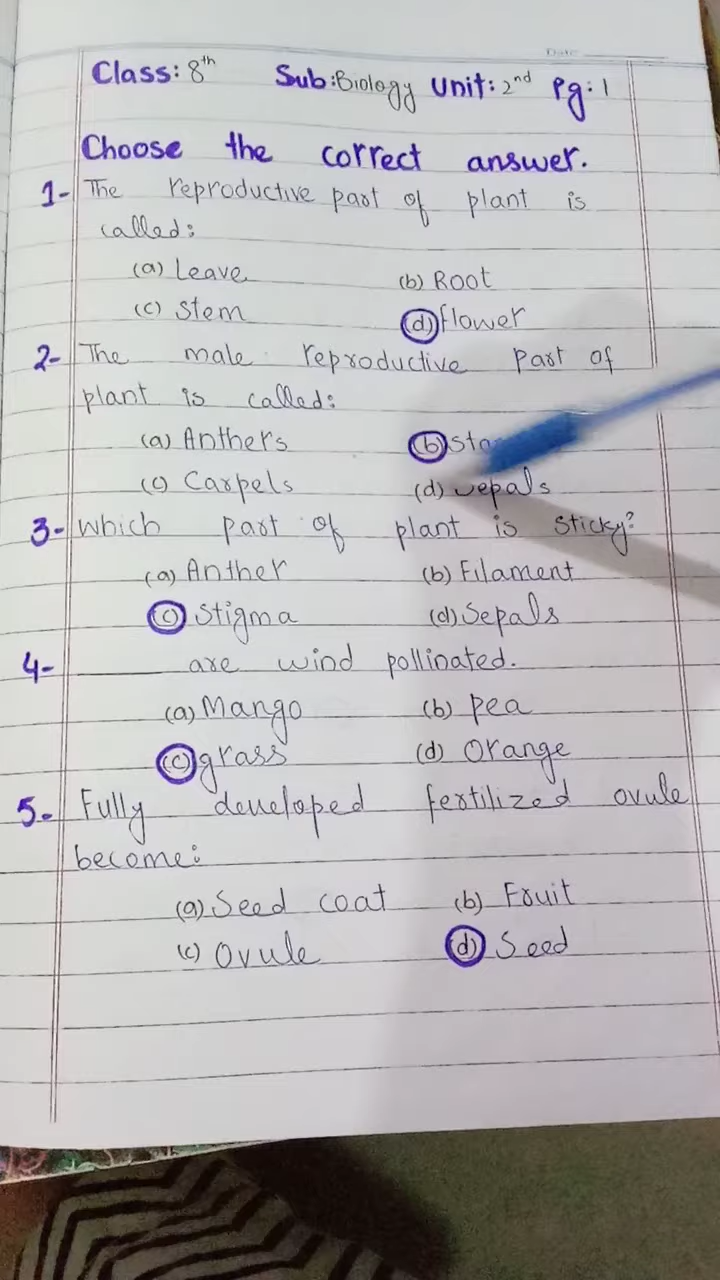 Date
Class: 8th Sub: Biology Unit: 2nd Pg: 1
Choose the correct answer.
1- The reproductive part of plant is
called:
(a) Leave (b) Root
(c) Stem (d) flower
2- The male reproductive part of
plant is called:
(a) Anthers (b)
(c) Carpels (d) Sepals
3- Which part of plant is sticky?
(a) Anther (b) Filament
(c) Stigma (d) Sepals
4- ______ are wind pollinated.
(a) Mango (b) pea
(c) grass (d) Orange
5- Fully developed fertilized ovule
become:
(a) Seed coat (b) Fruit
(c) Ovule (d) Seed